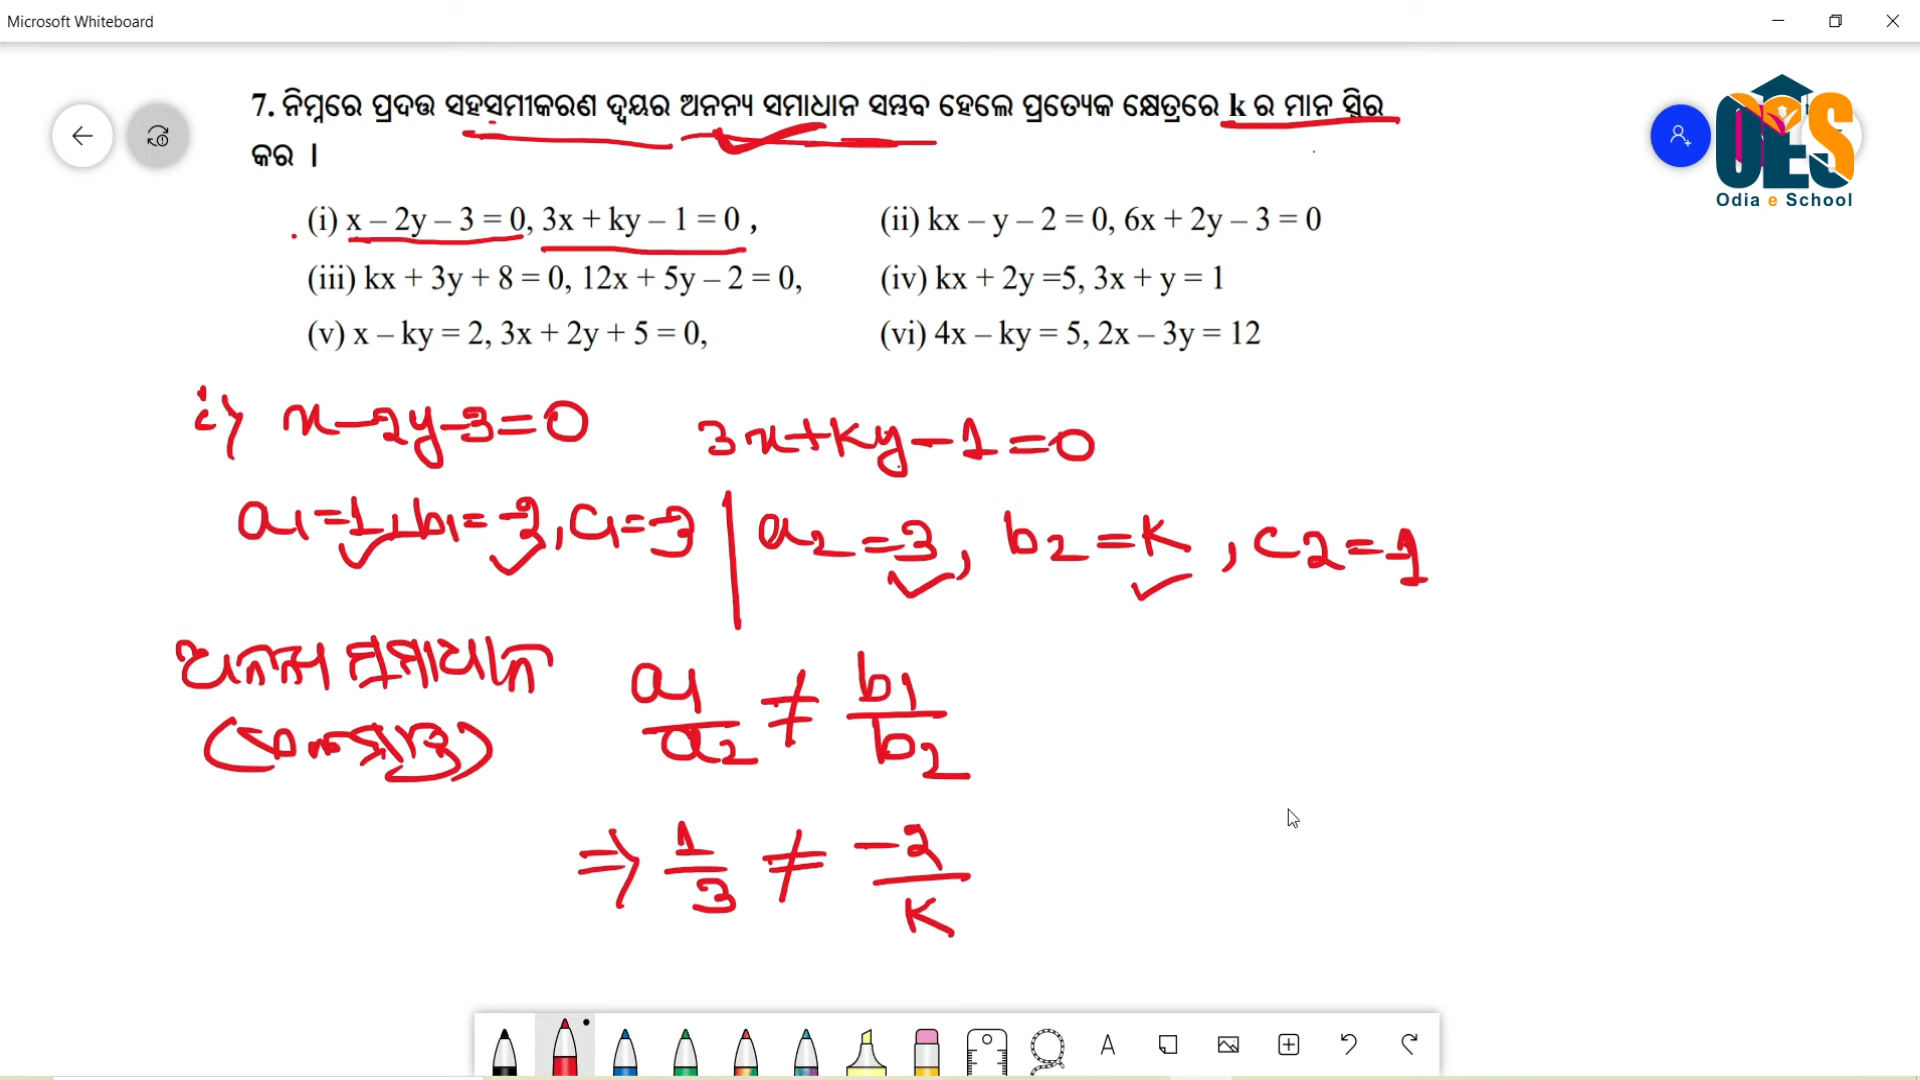 Microsoft Whiteboard
7. ନିମ୍ନରେ ପ୍ରଦତ୍ତ ସହସମୀକରଣ ଦ୍ୱୟର ଅନନ୍ୟ ସମାଧାନ ସମ୍ଭବ ହେଲେ ପ୍ରତ୍ୟେକ କ୍ଷେତ୍ରରେ k ର ମାନ ସ୍ଥିର
କର ।
OES
Odia e School
(i) x – 2y – 3 = 0, 3x + ky – 1 = 0 , (ii) kx – y – 2 = 0, 6x + 2y – 3 = 0
(iii) kx + 3y + 8 = 0, 12x + 5y – 2 = 0, (iv) kx + 2y =5, 3x + y = 1
(v) x – ky = 2, 3x + 2y + 5 = 0, (vi) 4x – ky = 5, 2x – 3y = 12
i) x-2y-3=0 3x+ky-1=0
a1=1, b1=-2, c1=-3 | a2=3, b2=k, c2=-1
ଅନନ୍ୟ ସମାଧାନ a1/a2 ≠ b1/b2
⇒ 1/3 ≠ -2/k
A